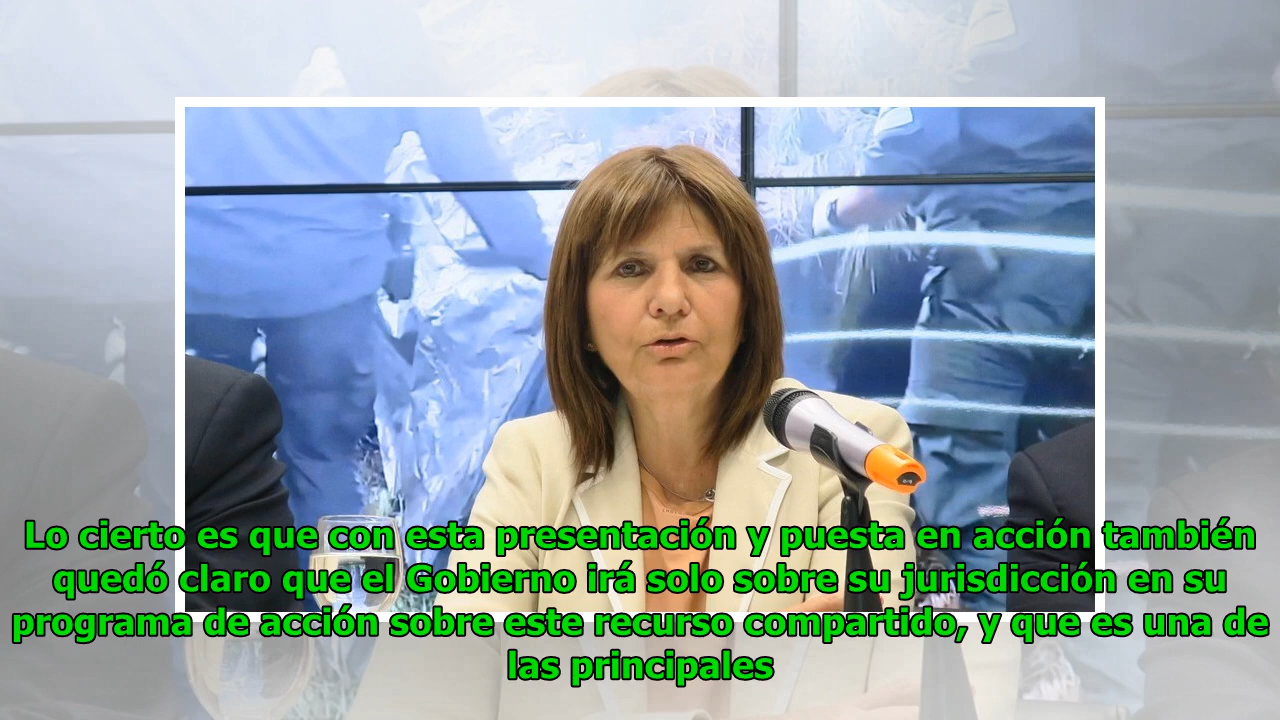 Lo cierto es que con esta presentación y puesta en acción también
quedó claro que el Gobierno irá solo sobre su jurisdicción en su
programa de acción sobre este recurso compartido, y que es una de
las principales